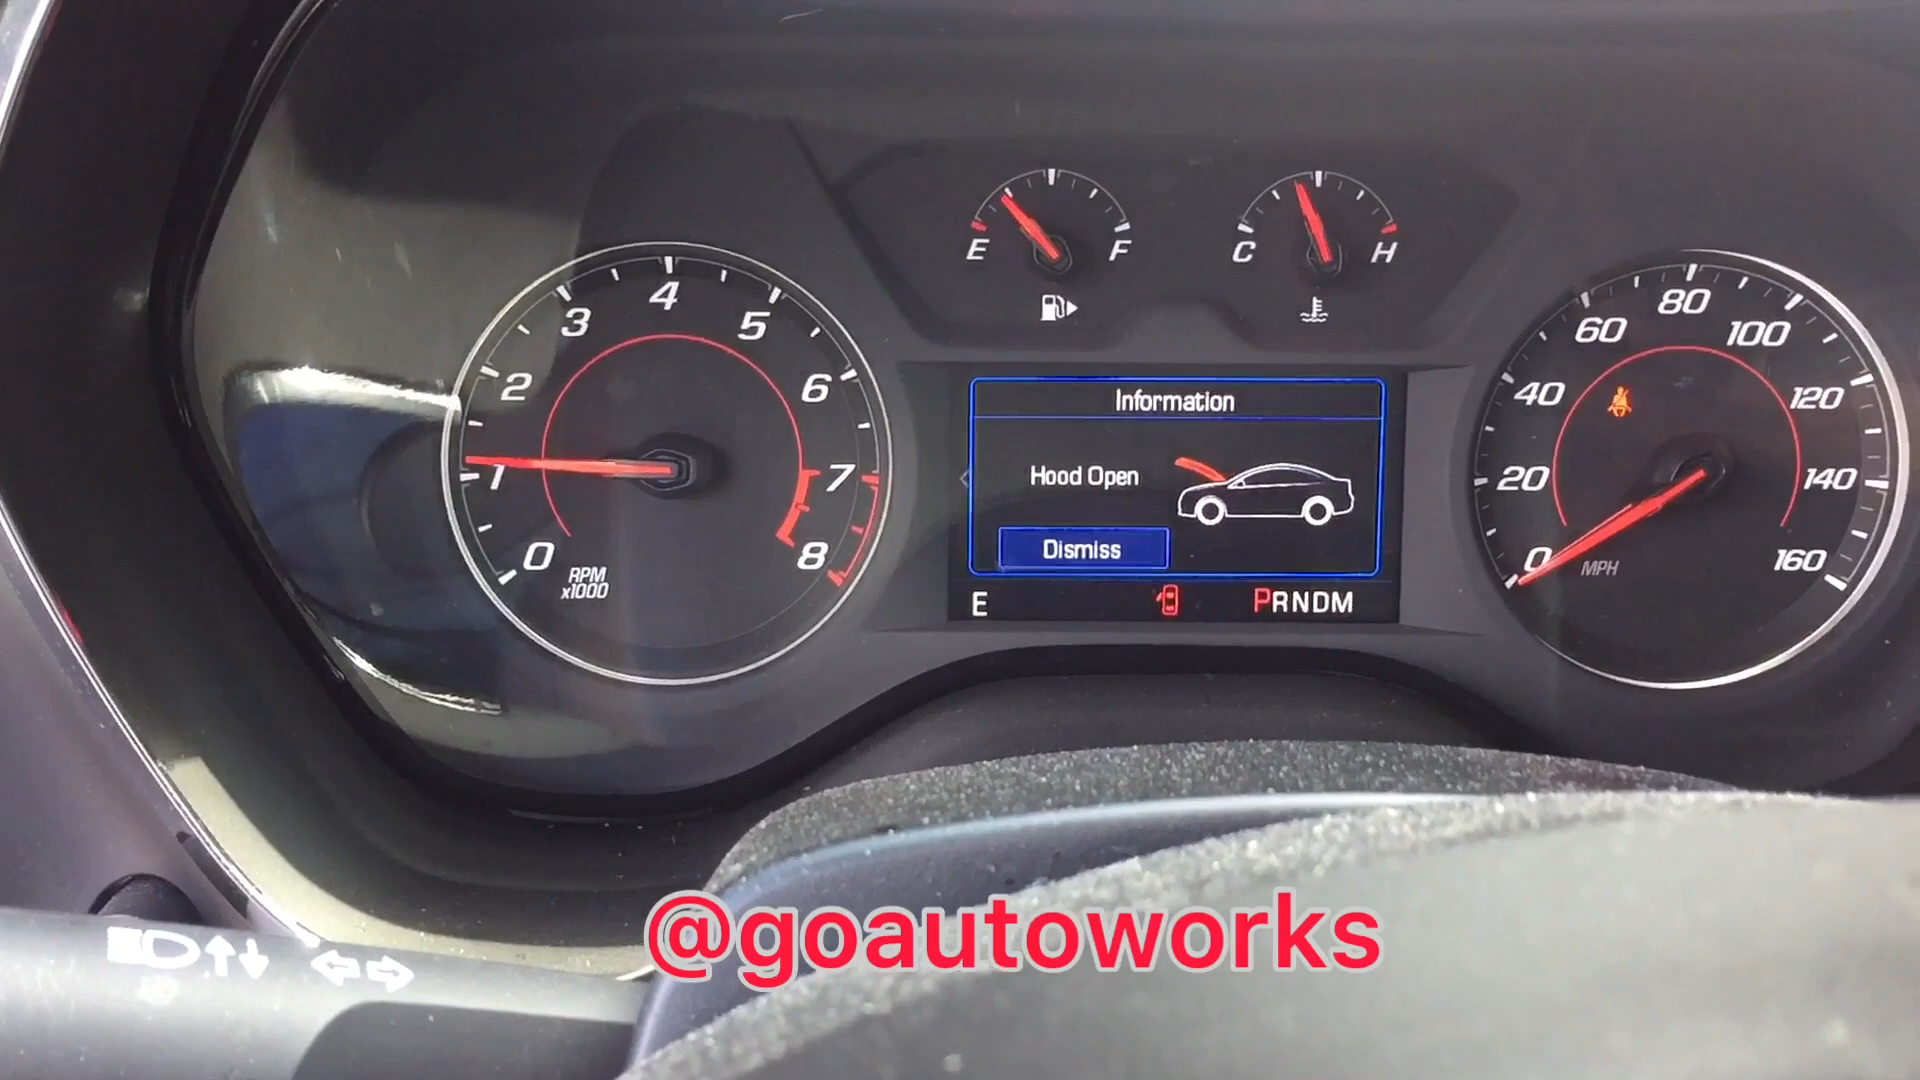 E F
C H
0 1 2 3 4 5 6 7 8
RPM
x1000
Information
Hood Open
Dismiss
E PRNDM
0 20 40 60 80 100 120 140 160
MPH
@goautoworks